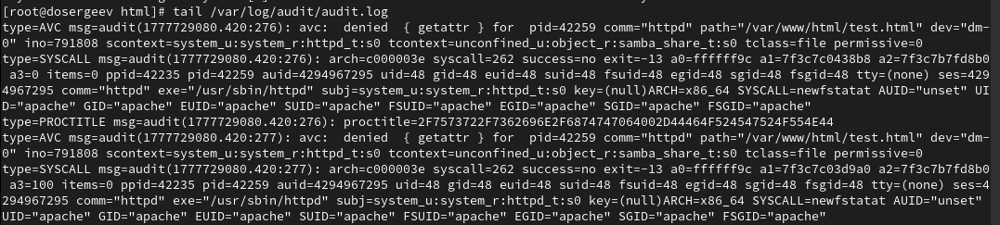 [root@dosergeev html]# tail /var/log/audit/audit.log
type=AVC msg=audit(1777729080.420:276): avc:  denied  { getattr } for  pid=42259 comm="httpd" path="/var/www/html/test.html" dev="dm-
0" ino=791808 scontext=system_u:system_r:httpd_t:s0 tcontext=unconfined_u:object_r:samba_share_t:s0 tclass=file permissive=0
type=SYSCALL msg=audit(1777729080.420:276): arch=c000003e syscall=262 success=no exit=-13 a0=ffffff9c a1=7f3c7c0438b8 a2=7f3c7b7fd8b0
 a3=0 items=0 ppid=42235 pid=42259 auid=4294967295 uid=48 gid=48 euid=48 suid=48 fsuid=48 egid=48 sgid=48 fsgid=48 tty=(none) ses=429
4967295 comm="httpd" exe="/usr/sbin/httpd" subj=system_u:system_r:httpd_t:s0 key=(null)ARCH=x86_64 SYSCALL=newfstatat AUID="unset" UI
D="apache" GID="apache" EUID="apache" SUID="apache" FSUID="apache" EGID="apache" SGID="apache" FSGID="apache"
type=PROCTITLE msg=audit(1777729080.420:276): proctitle=2F7573722F7362696E2F6874747064002D44464F524547524F554E44
type=AVC msg=audit(1777729080.420:277): avc:  denied  { getattr } for  pid=42259 comm="httpd" path="/var/www/html/test.html" dev="dm-
0" ino=791808 scontext=system_u:system_r:httpd_t:s0 tcontext=unconfined_u:object_r:samba_share_t:s0 tclass=file permissive=0
type=SYSCALL msg=audit(1777729080.420:277): arch=c000003e syscall=262 success=no exit=-13 a0=ffffff9c a1=7f3c7c03d9a0 a2=7f3c7b7fd8b0
 a3=100 items=0 ppid=42235 pid=42259 auid=4294967295 uid=48 gid=48 euid=48 suid=48 fsuid=48 egid=48 sgid=48 fsgid=48 tty=(none) ses=4
294967295 comm="httpd" exe="/usr/sbin/httpd" subj=system_u:system_r:httpd_t:s0 key=(null)ARCH=x86_64 SYSCALL=newfstatat AUID="unset"
UID="apache" GID="apache" EUID="apache" SUID="apache" FSUID="apache" EGID="apache" SGID="apache" FSGID="apache"